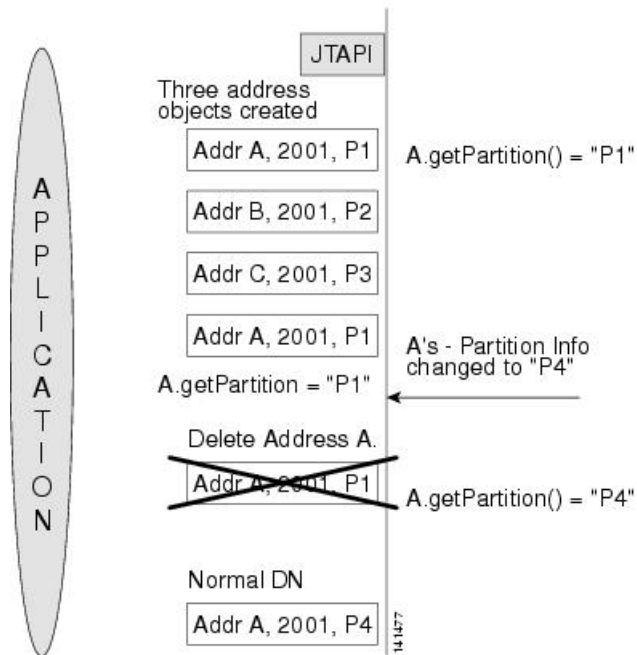 JTAPI
Three address
objects created
Addr A, 2001, P1
A.getPartition() = "P1"
Addr B, 2001, P2
Addr C, 2001, P3
Addr A, 2001, P1
A's - Partition Info
changed to "P4"
A.getPartition = "P1"
Delete Address A.
Addr A, 2001, P1
A.getPartition() = "P4"
Normal DN
Addr A, 2001, P4
141477
APPLICATION